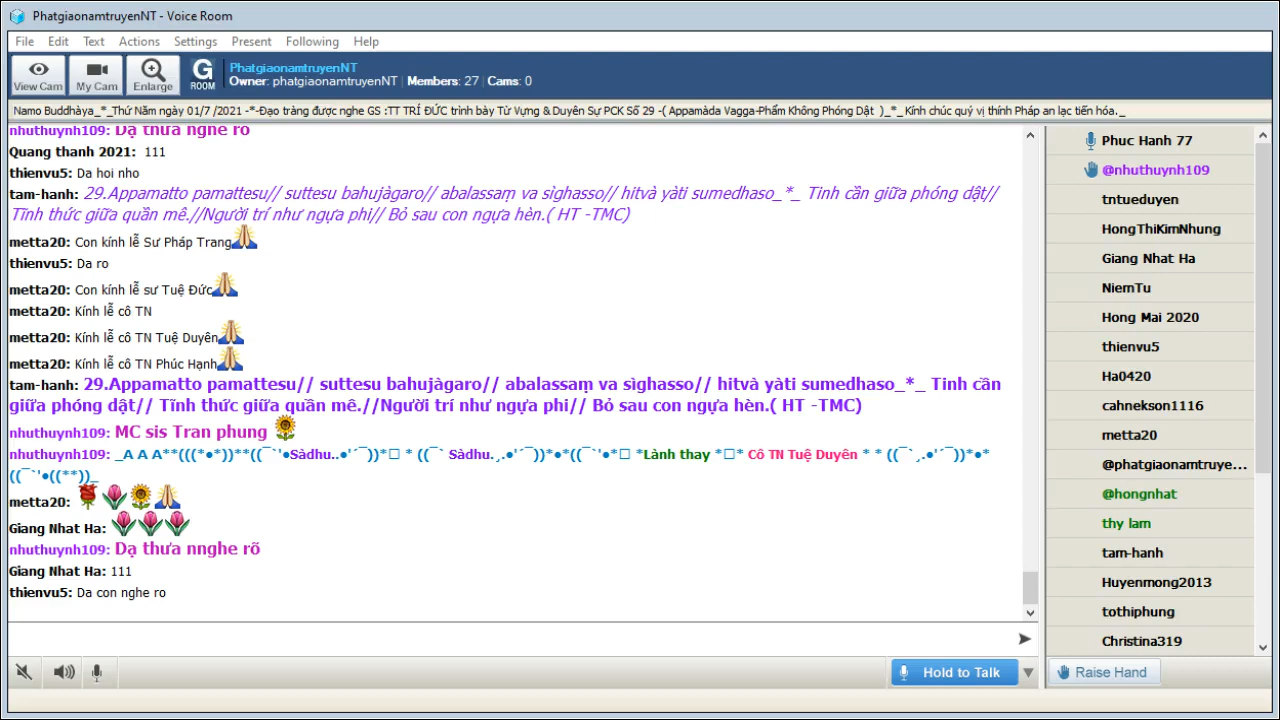 PhatgiaonamtruyenNT - Voice Room
File Edit Text Actions Settings Present Following Help
View Cam My Cam Enlarge G ROOM
PhatgiaonamtruyenNT
Owner: phatgiaonamtruyenNT Members: 27 Cams: 0
Namo Buddhàya_*_Thứ Năm ngày 01/7 /2021 -*-Đạo tràng được nghe GS :TT TRÍ ĐỨC trình bày Từ Vựng & Duyên Sự PCK Số 29 -( Appamàda Vagga-Phẩm Không Phóng Dật )_*_Kính chúc quý vị thính Pháp an lạc tiến hóa._
nhuthuynh109: Dạ thưa nghe rõ
Quang thanh 2021: 111
thienvu5: Da hoi nho
tam-hanh: 29.Appamatto pamattesu// suttesu bahujàgaro// abalassaṃ va sìghasso// hitvà yàti sumedhaso_*_ Tinh cần giữa phóng dật//
Tĩnh thức giữa quần mê.//Người trí như ngựa phi// Bỏ sau con ngựa hèn.( HT -TMC)
metta20: Con kính lễ Sư Pháp Trang
thienvu5: Da ro
metta20: Con kính lễ sư Tuệ Đức
metta20: Kính lễ cô TN
metta20: Kính lễ cô TN Tuệ Duyên
metta20: Kính lễ cô TN Phúc Hạnh
tam-hanh: 29.Appamatto pamattesu// suttesu bahujàgaro// abalassaṃ va sìghasso// hitvà yàti sumedhaso_*_ Tinh cần
giữa phóng dật// Tĩnh thức giữa quần mê.//Người trí như ngựa phi// Bỏ sau con ngựa hèn.( HT -TMC)
nhuthuynh109: MC sis Tran phung
nhuthuynh109: _A A A**(((*•*))**((¯`'•Sàdhu..•'´¯))*□ * ((¯` Sàdhu.¸.•'´¯))*•*((¯`'•*□ *Lành thay *□* Cô TN Tuệ Duyên * * ((¯`¸.•'´¯))*•*
((¯`'•((**))_
metta20:
Giang Nhat Ha:
nhuthuynh109: Dạ thưa nnghe rõ
Giang Nhat Ha: 111
thienvu5: Da con nghe ro
Hold to Talk
Phuc Hanh 77
@nhuthuynh109
tntueduyen
HongThiKimNhung
Giang Nhat Ha
NiemTu
Hong Mai 2020
thienvu5
Ha0420
cahnekson1116
metta20
@phatgiaonamtruye...
@hongnhat
thy lam
tam-hanh
Huyenmong2013
tothiphung
Christina319
Raise Hand